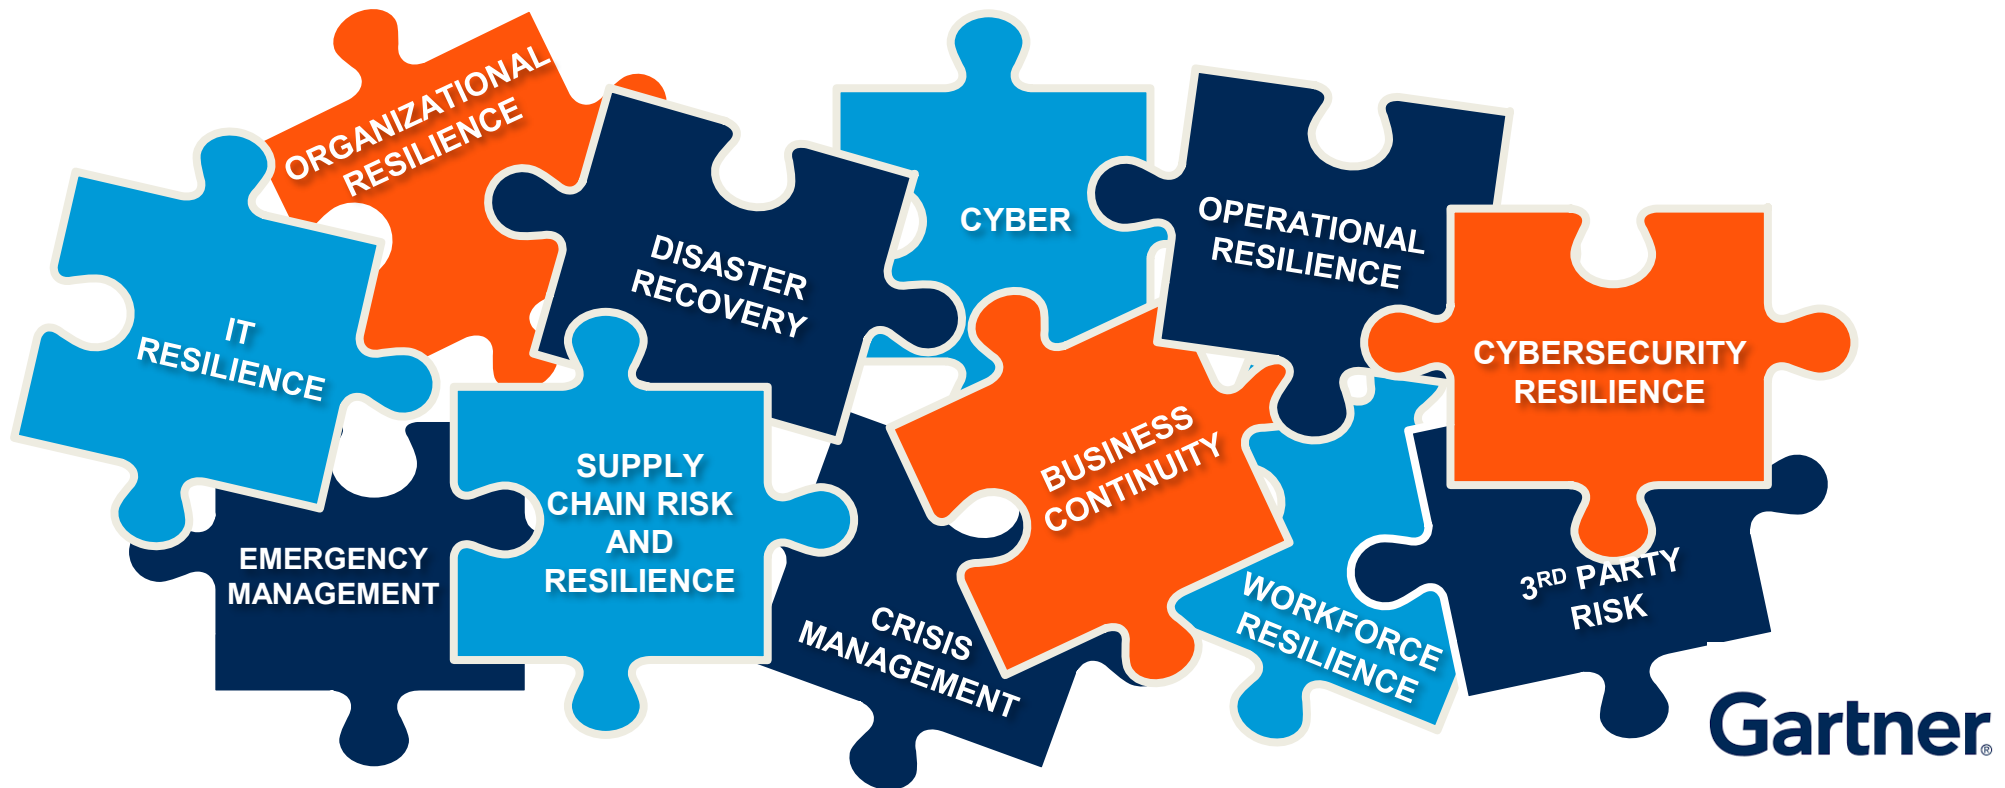 ORGANIZATIONAL
RESILIENCE
IT
RESILIENCE
DISASTER
RECOVERY
CYBER
OPERATIONAL
RESILIENCE
CYBERSECURITY
RESILIENCE
EMERGENCY
MANAGEMENT
SUPPLY
CHAIN RISK
AND
RESILIENCE
CRISIS
MANAGEMENT
BUSINESS
CONTINUITY
WORKFORCE
RESILIENCE
3RD PARTY
RISK
Gartner®